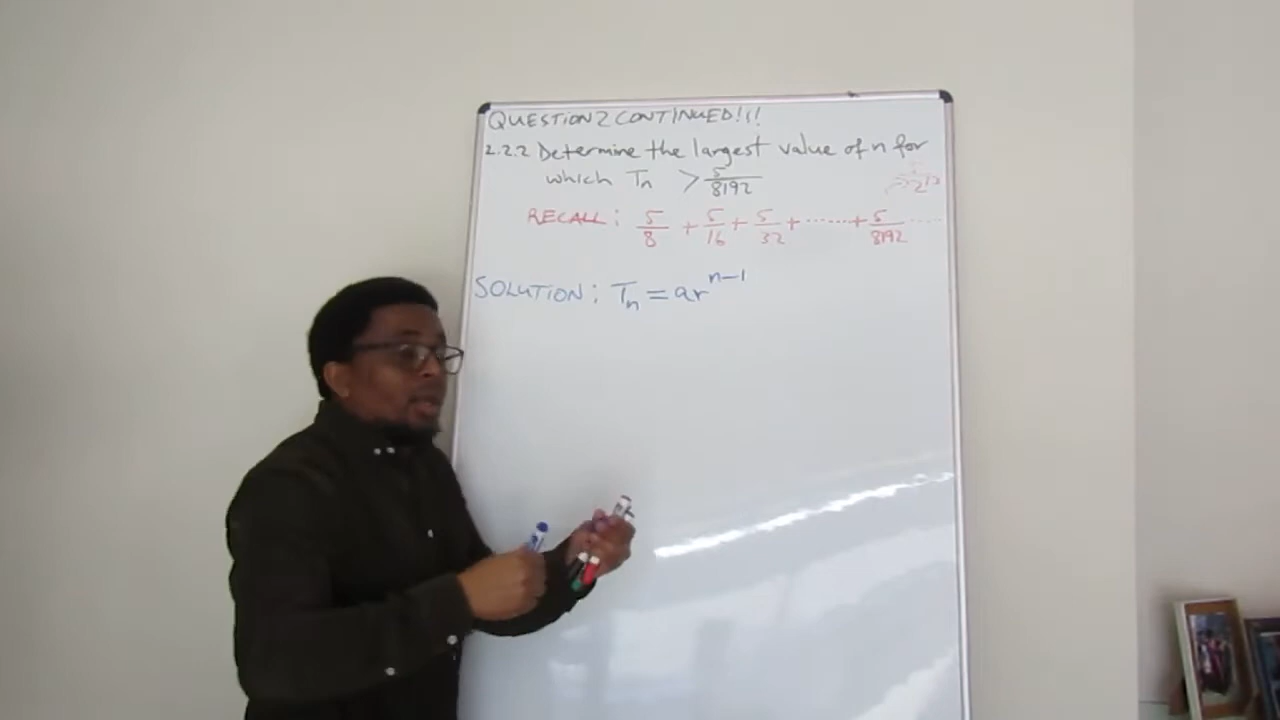 QUESTION 2 CONTINUED!!!
2.2.2 Determine the largest value of n for
which Tn > 5/8192
RECALL: 5/8 + 5/16 + 5/32 + ....... + 5/8192 .....
SOLUTION: Tn = ar^(n-1)